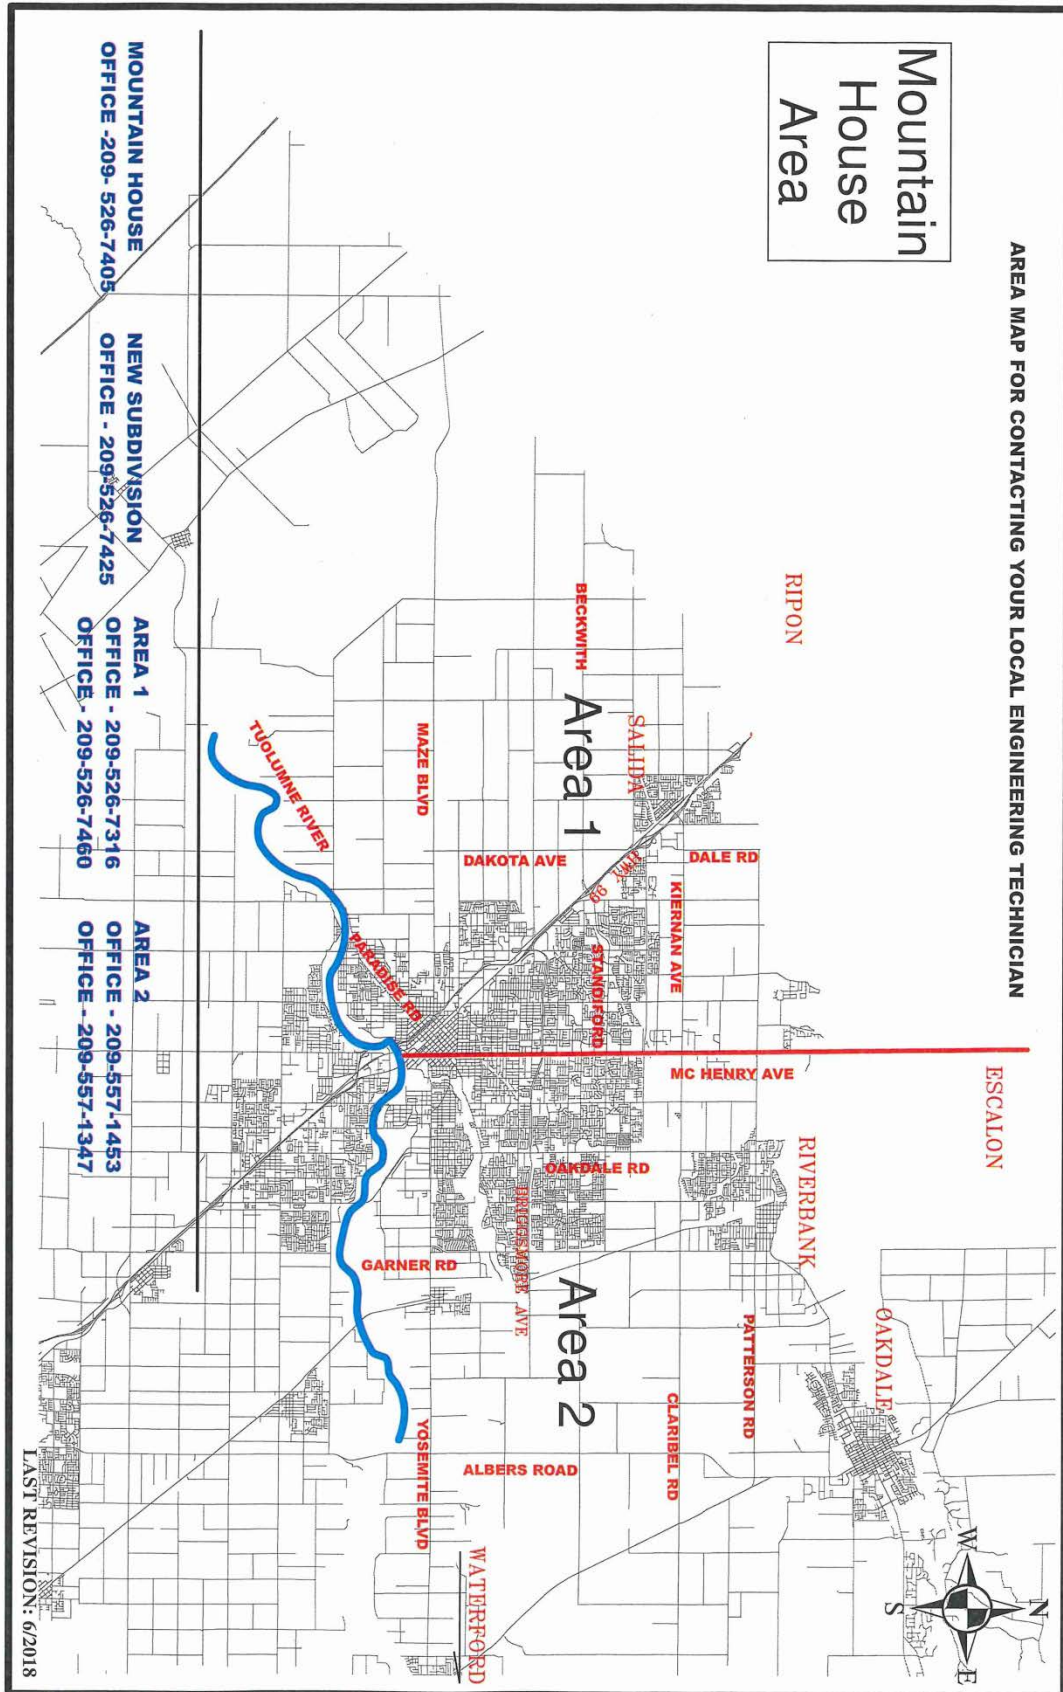 AREA MAP FOR CONTACTING YOUR LOCAL ENGINEERING TECHNICIAN
Mountain
House
Area
N
W
E
S
ESCALON
RIPON
RIVERBANK
OAKDALE
SALIDA
DALE RD
KIERNAN AVE
MC HENRY AVE
PATTERSON RD
CLARIBEL RD
BECKWITH
Area 1
HWY 99
STANDIFORD
OAKDALE RD
Area 2
DAKOTA AVE
BRIGGSMORE AVE
ALBERS ROAD
WATERFORD
MAZE BLVD
PARADISE RD
GARNER RD
YOSEMITE BLVD
TUOLUMNE RIVER
MOUNTAIN HOUSE
OFFICE -209- 526-7405
NEW SUBDIVISION
OFFICE - 209-526-7425
AREA 1
OFFICE - 209-526-7316
OFFICE - 209-526-7460
AREA 2
OFFICE - 209-557-1453
OFFICE - 209-557-1347
LAST REVISION: 6/2018